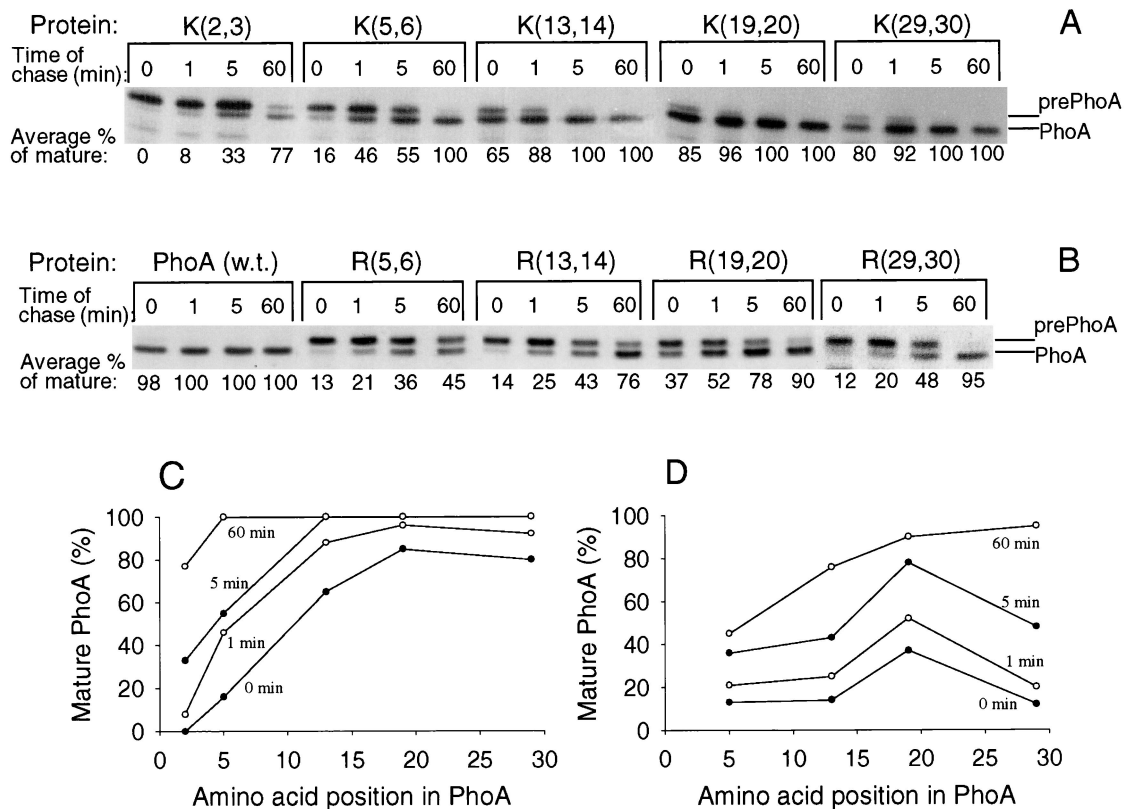 Protein: K(2,3) K(5,6) K(13,14) K(19,20) K(29,30) A
Time of chase (min): 0 1 5 60 0 1 5 60 0 1 5 60 0 1 5 60 0 1 5 60
prePhoA
PhoA
Average % of mature: 0 8 33 77 16 46 55 100 65 88 100 100 85 96 100 100 80 92 100 100
Protein: PhoA (w.t.) R(5,6) R(13,14) R(19,20) R(29,30) B
Time of chase (min): 0 1 5 60 0 1 5 60 0 1 5 60 0 1 5 60 0 1 5 60
prePhoA
PhoA
Average % of mature: 98 100 100 100 13 21 36 45 14 25 43 76 37 52 78 90 12 20 48 95
C
Mature PhoA (%)
100
80
60
40
20
0
60 min
5 min
1 min
0 min
0 5 10 15 20 25 30
Amino acid position in PhoA
D
Mature PhoA (%)
100
80
60
40
20
0
60 min
5 min
1 min
0 min
0 5 10 15 20 25 30
Amino acid position in PhoA